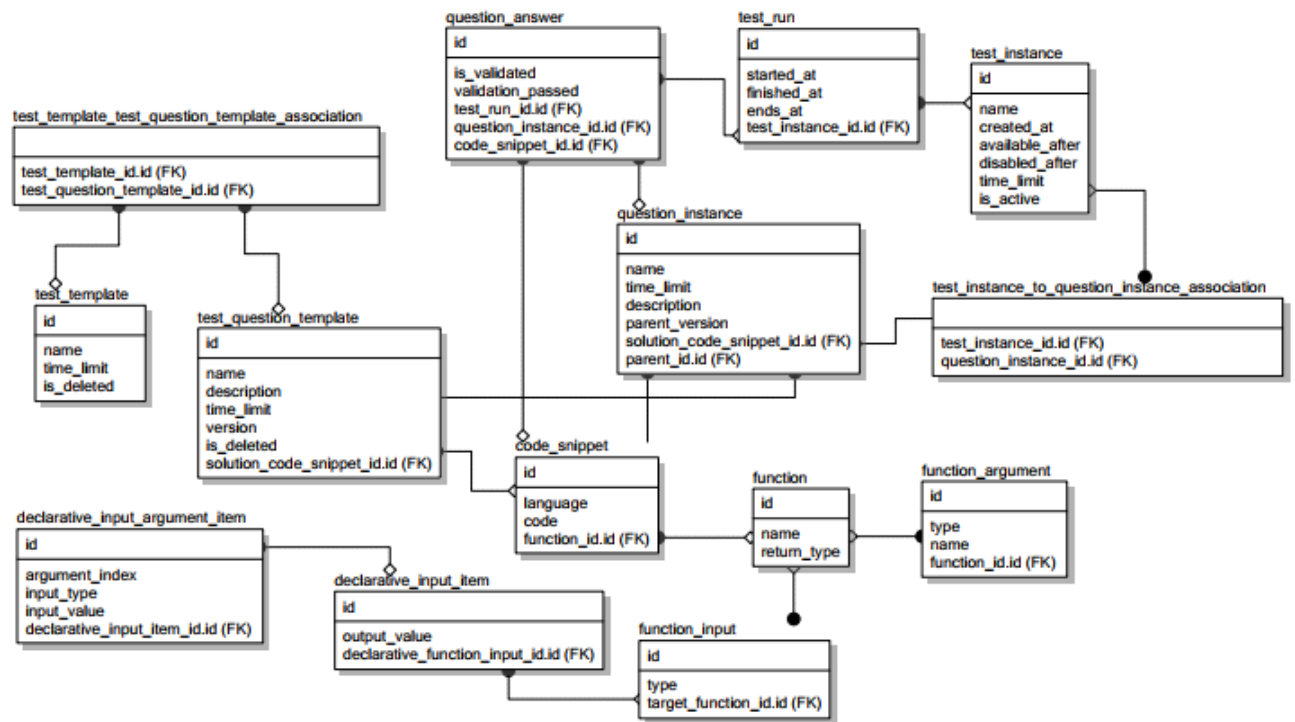 question_answer
id
is_validated
validation_passed
test_run_id.id (FK)
question_instance_id.id (FK)
code_snippet_id.id (FK)
test_run
id
started_at
finished_at
ends_at
test_instance_id.id (FK)
test_instance
id
name
created_at
available_after
disabled_after
time_limit
is_active
test_template_test_question_template_association
test_template_id.id (FK)
test_question_template_id.id (FK)
question_instance
id
name
time_limit
description
parent_version
solution_code_snippet_id.id (FK)
parent_id.id (FK)
test_instance_to_question_instance_association
test_instance_id.id (FK)
question_instance_id.id (FK)
test_template
id
name
time_limit
is_deleted
test_question_template
id
name
description
time_limit
version
is_deleted
solution_code_snippet_id.id (FK)
code_snippet
id
language
code
function_id.id (FK)
function
id
name
return_type
function_argument
id
type
name
function_id.id (FK)
declarative_input_argument_item
id
argument_index
input_type
input_value
declarative_input_item_id.id (FK)
declarative_input_item
id
output_value
declarative_function_input_id.id (FK)
function_input
id
type
target_function_id.id (FK)